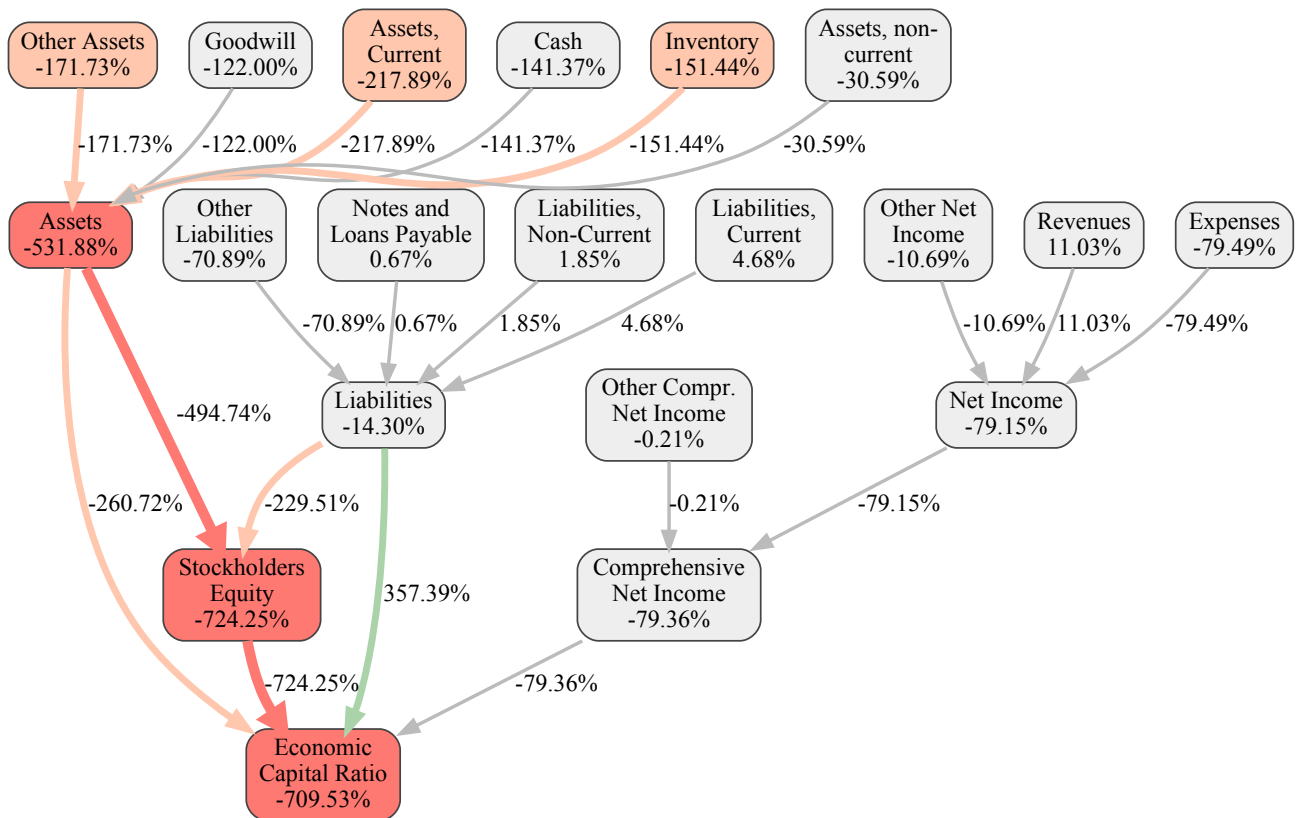 Other Assets
-171.73%
Goodwill
-122.00%
Assets,
Current
-217.89%
Cash
-141.37%
Inventory
-151.44%
Assets, non-
current
-30.59%
-171.73%
-122.00%
-217.89%
-141.37%
-151.44%
-30.59%
Assets
-531.88%
Other
Liabilities
-70.89%
Notes and
Loans Payable
0.67%
Liabilities,
Non-Current
1.85%
Liabilities,
Current
4.68%
Other Net
Income
-10.69%
Revenues
11.03%
Expenses
-79.49%
-70.89%
0.67%
1.85%
4.68%
-10.69%
11.03%
-79.49%
Liabilities
-14.30%
Other Compr.
Net Income
-0.21%
Net Income
-79.15%
-494.74%
-260.72%
-229.51%
-0.21%
-79.15%
Stockholders
Equity
-724.25%
357.39%
Comprehensive
Net Income
-79.36%
-724.25%
-79.36%
Economic
Capital Ratio
-709.53%